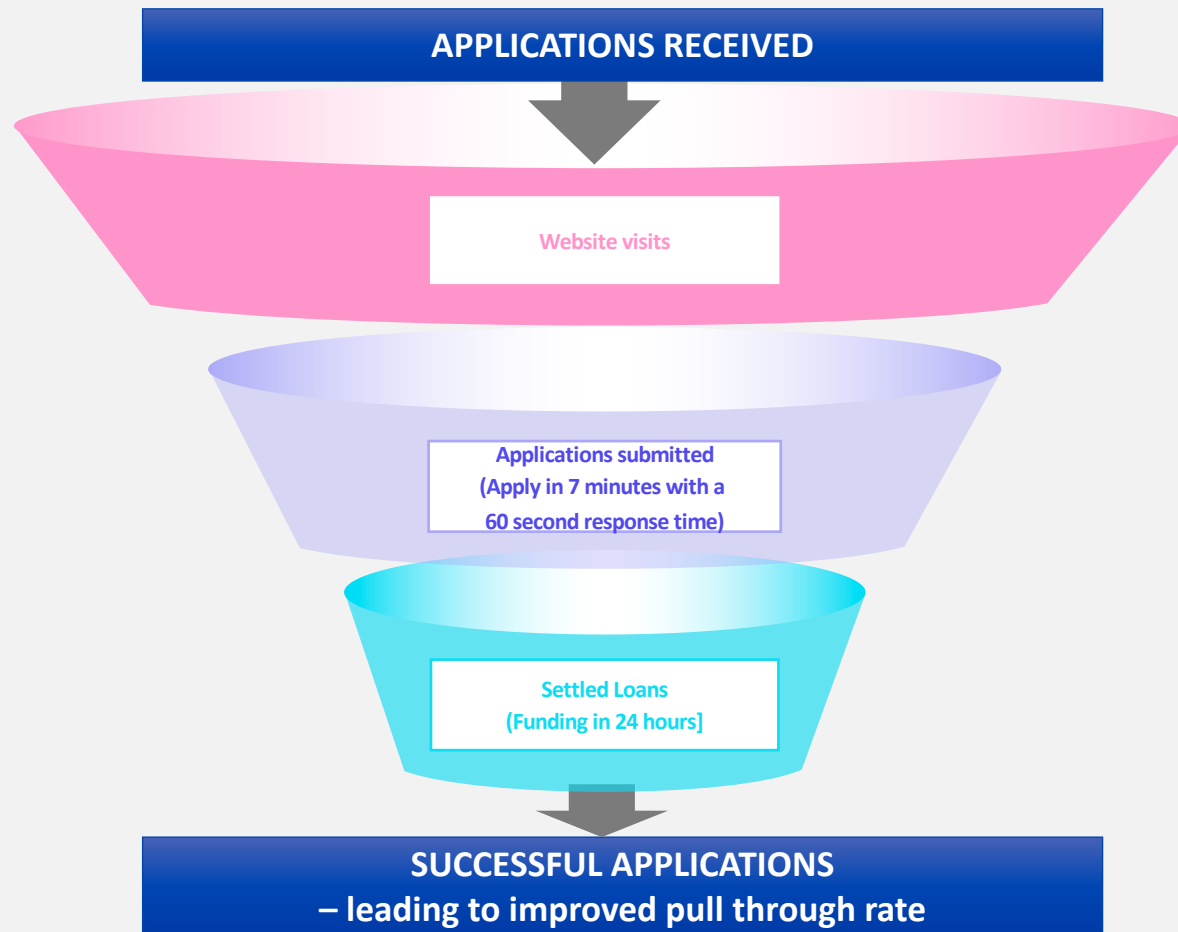 APPLICATIONS RECEIVED
Website visits
Applications submitted
(Apply in 7 minutes with a
60 second response time)
Settled Loans
(Funding in 24 hours]
SUCCESSFUL APPLICATIONS
– leading to improved pull through rate